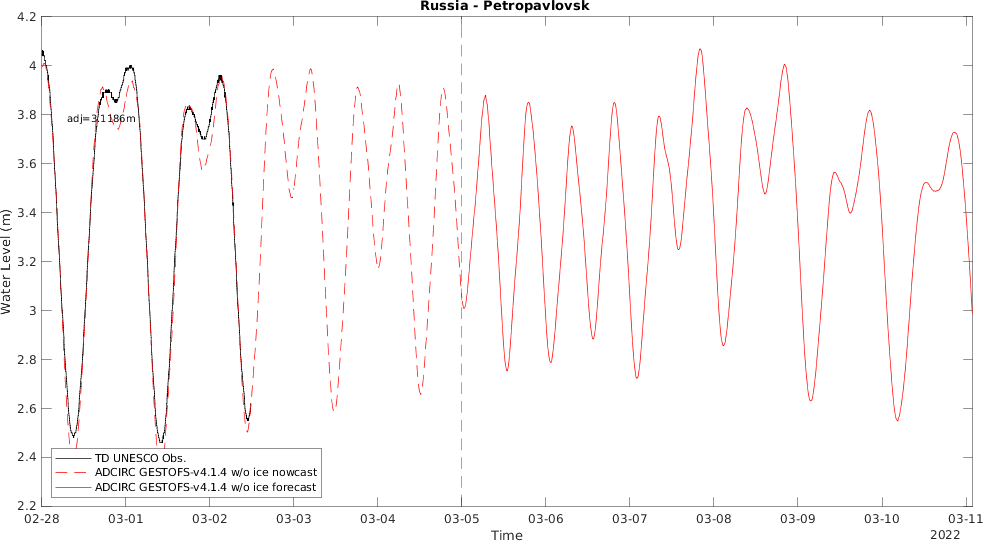 Russia - Petropavlovsk
4.2
4
3.8
3.6
3.4
3.2
3
2.8
2.6
2.4
2.2
Water Level (m)
adj=3.1186m
TD UNESCO Obs.
ADCIRC GESTOFS-v4.1.4 w/o ice nowcast
ADCIRC GESTOFS-v4.1.4 w/o ice forecast
02-28 03-01 03-02 03-03 03-04 03-05 03-06 03-07 03-08 03-09 03-10 03-11
Time
2022